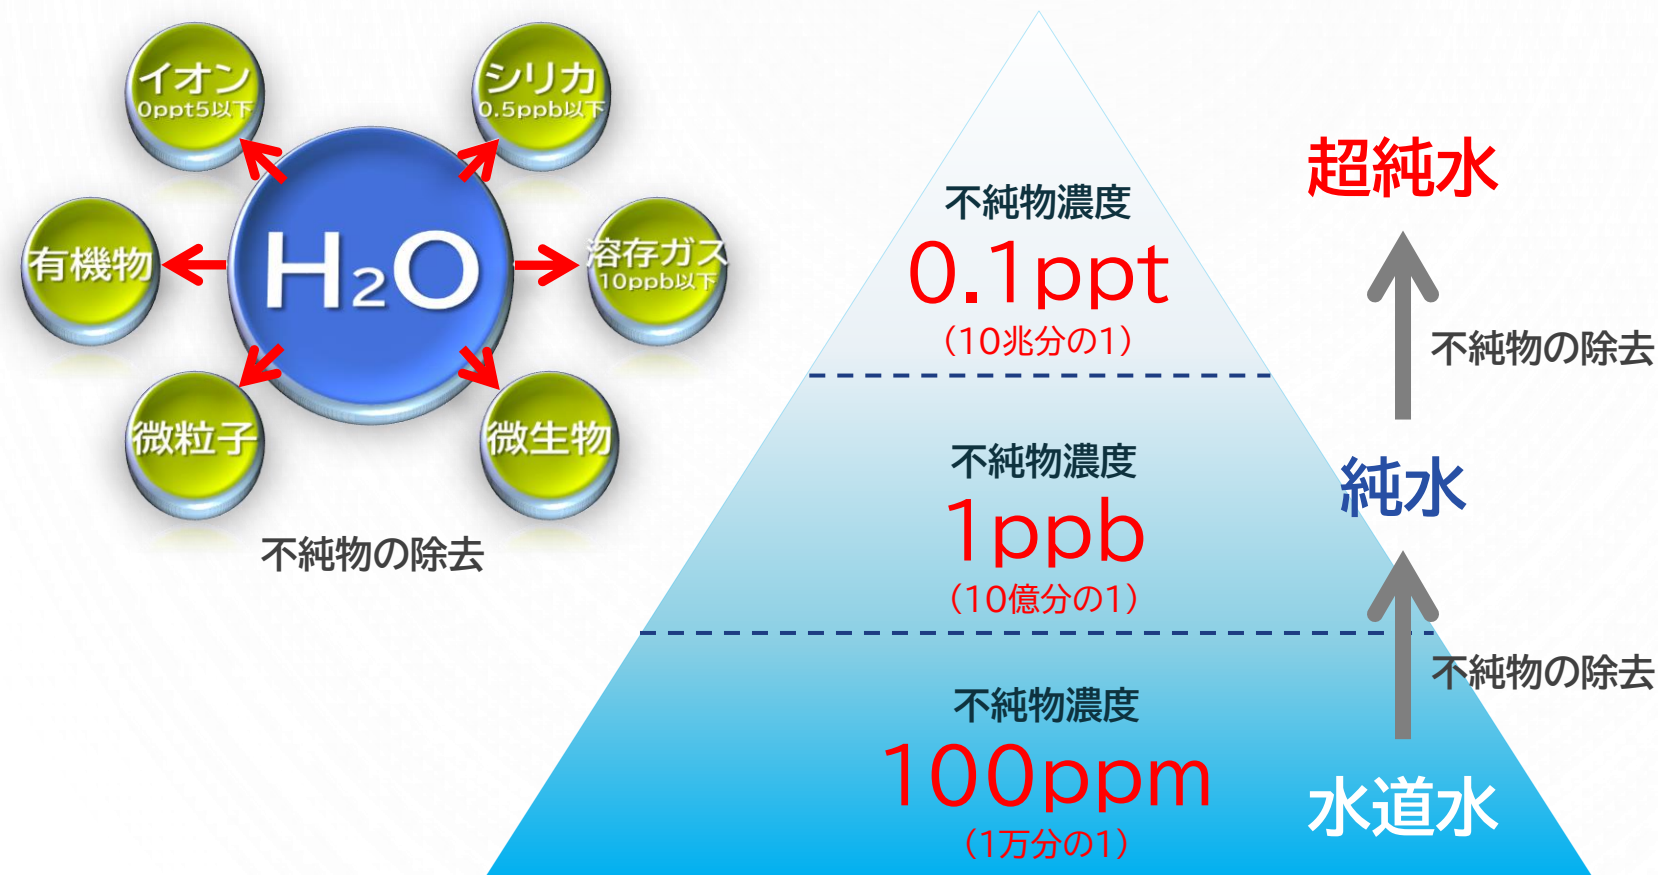 イオン
0ppt5以下
シリカ
0.5ppb以下
有機物
H₂O
溶存ガス
10ppb以下
微粒子
微生物
不純物の除去
不純物濃度
0.1ppt
(10兆分の1)
不純物濃度
1ppb
(10億分の1)
不純物濃度
100ppm
(1万分の1)
超純水
不純物の除去
純水
不純物の除去
水道水